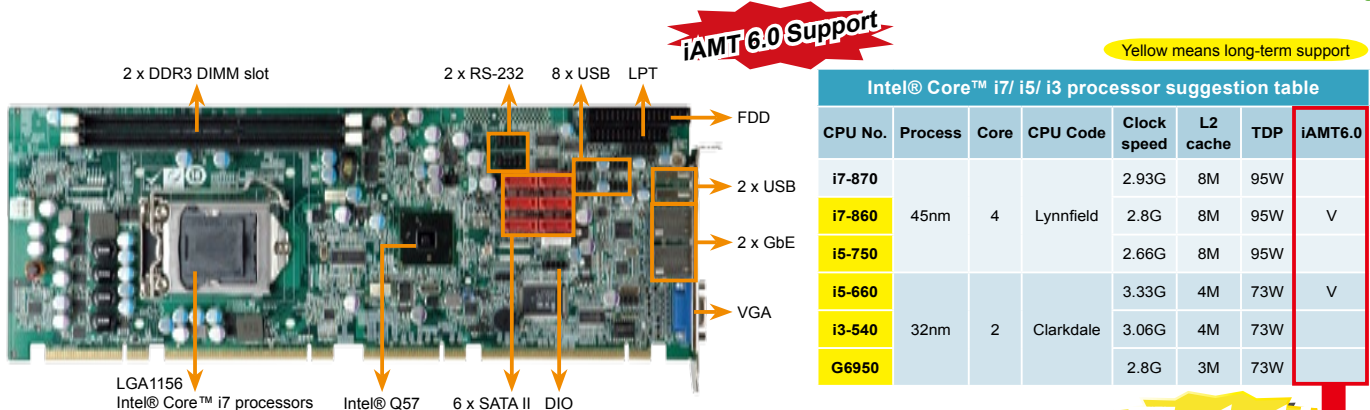 iAMT 6.0 Support
Yellow means long-term support
2 x DDR3 DIMM slot
2 x RS-232
8 x USB
LPT
FDD
2 x USB
2 x GbE
VGA
LGA1156
Intel® Core™ i7 processors
Intel® Q57
6 x SATA II
DIO
Intel® Core™ i7/ i5/ i3 processor suggestion table
CPU No. Process Core CPU Code Clock speed L2 cache TDP iAMT6.0
i7-870 45nm 4 Lynnfield 2.93G 8M 95W
i7-860 2.8G 8M 95W V
i5-750 2.66G 8M 95W
i5-660 32nm 2 Clarkdale 3.33G 4M 73W V
i3-540 3.06G 4M 73W
G6950 2.8G 3M 73W